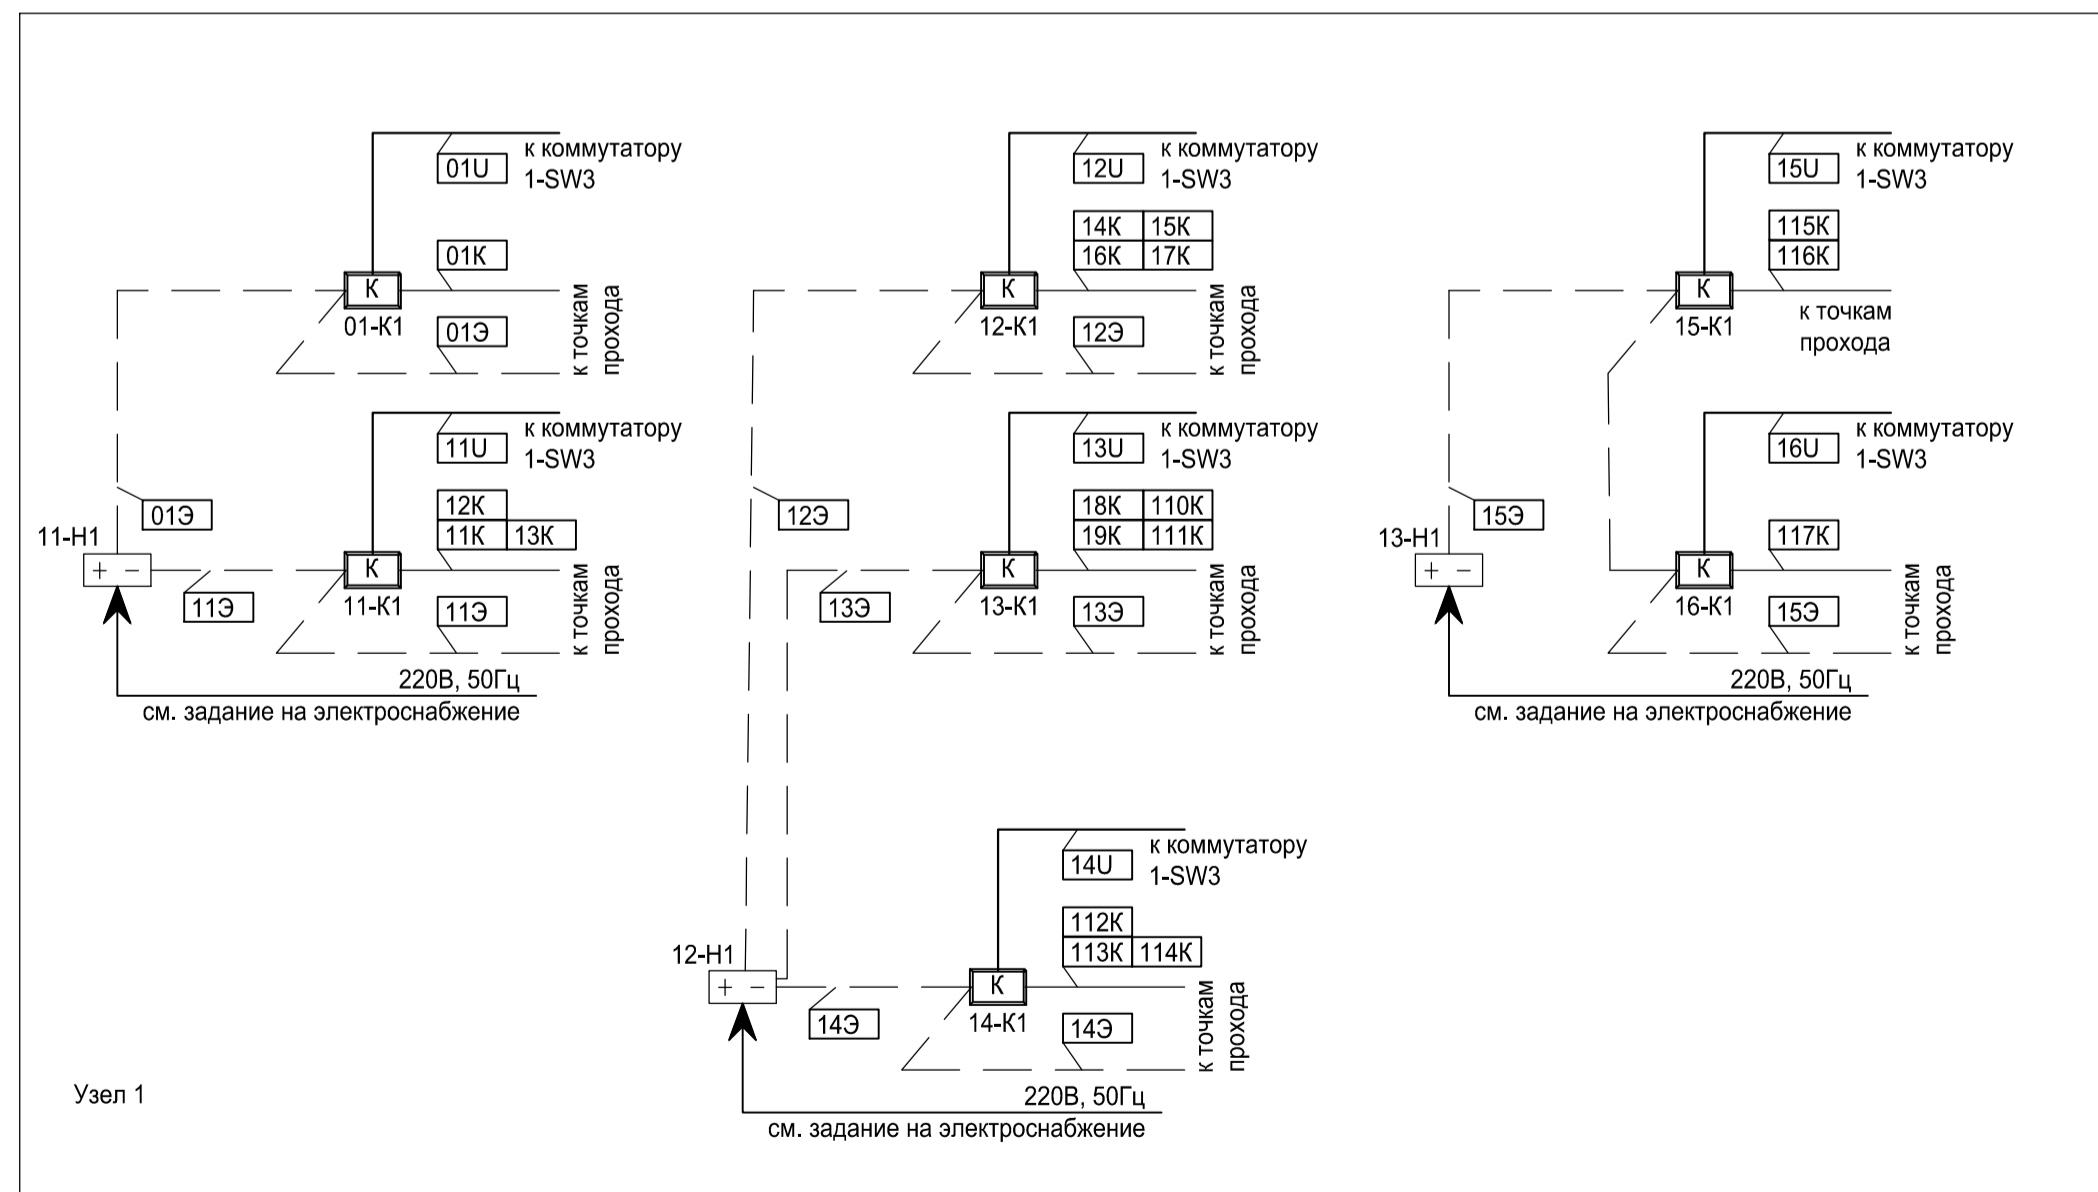 01U
к коммутатору
1-SW3
01К
К
01-К1
01Э
к точкам
прохода
11U
к коммутатору
1-SW3
12К
11К 13К
01Э
11-Н1
+ -
К
11Э
11-К1
11Э
к точкам
прохода
220В, 50Гц
см. задание на электроснабжение
12U
к коммутатору
1-SW3
14К 15К
16К 17К
К
12-К1
12Э
к точкам
прохода
13U
к коммутатору
1-SW3
12Э
18К 110К
19К 111К
К
13Э
13-К1
13Э
к точкам
прохода
14U
к коммутатору
1-SW3
112К
113К 114К
12-Н1
+ -
К
14Э
14-К1
14Э
к точкам
прохода
220В, 50Гц
см. задание на электроснабжение
15U
к коммутатору
1-SW3
115К
116К
К
15-К1
к точкам
прохода
16U
к коммутатору
1-SW3
15Э
13-Н1
+ -
117К
К
16-К1
15Э
к точкам
прохода
220В, 50Гц
см. задание на электроснабжение
Узел 1